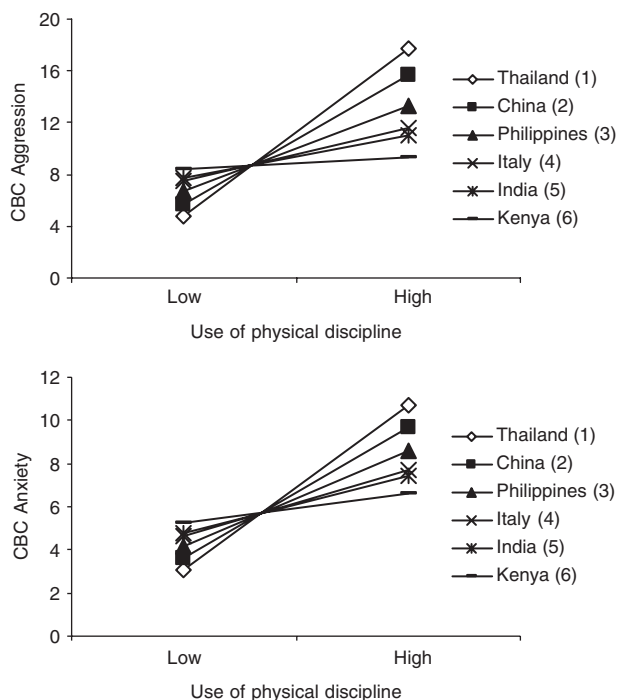 20
16
12
8
4
0
CBC Aggression
Low High
Use of physical discipline
Thailand (1)
China (2)
Philippines (3)
Italy (4)
India (5)
Kenya (6)
12
10
8
6
4
2
0
CBC Anxiety
Low High
Use of physical discipline
Thailand (1)
China (2)
Philippines (3)
Italy (4)
India (5)
Kenya (6)